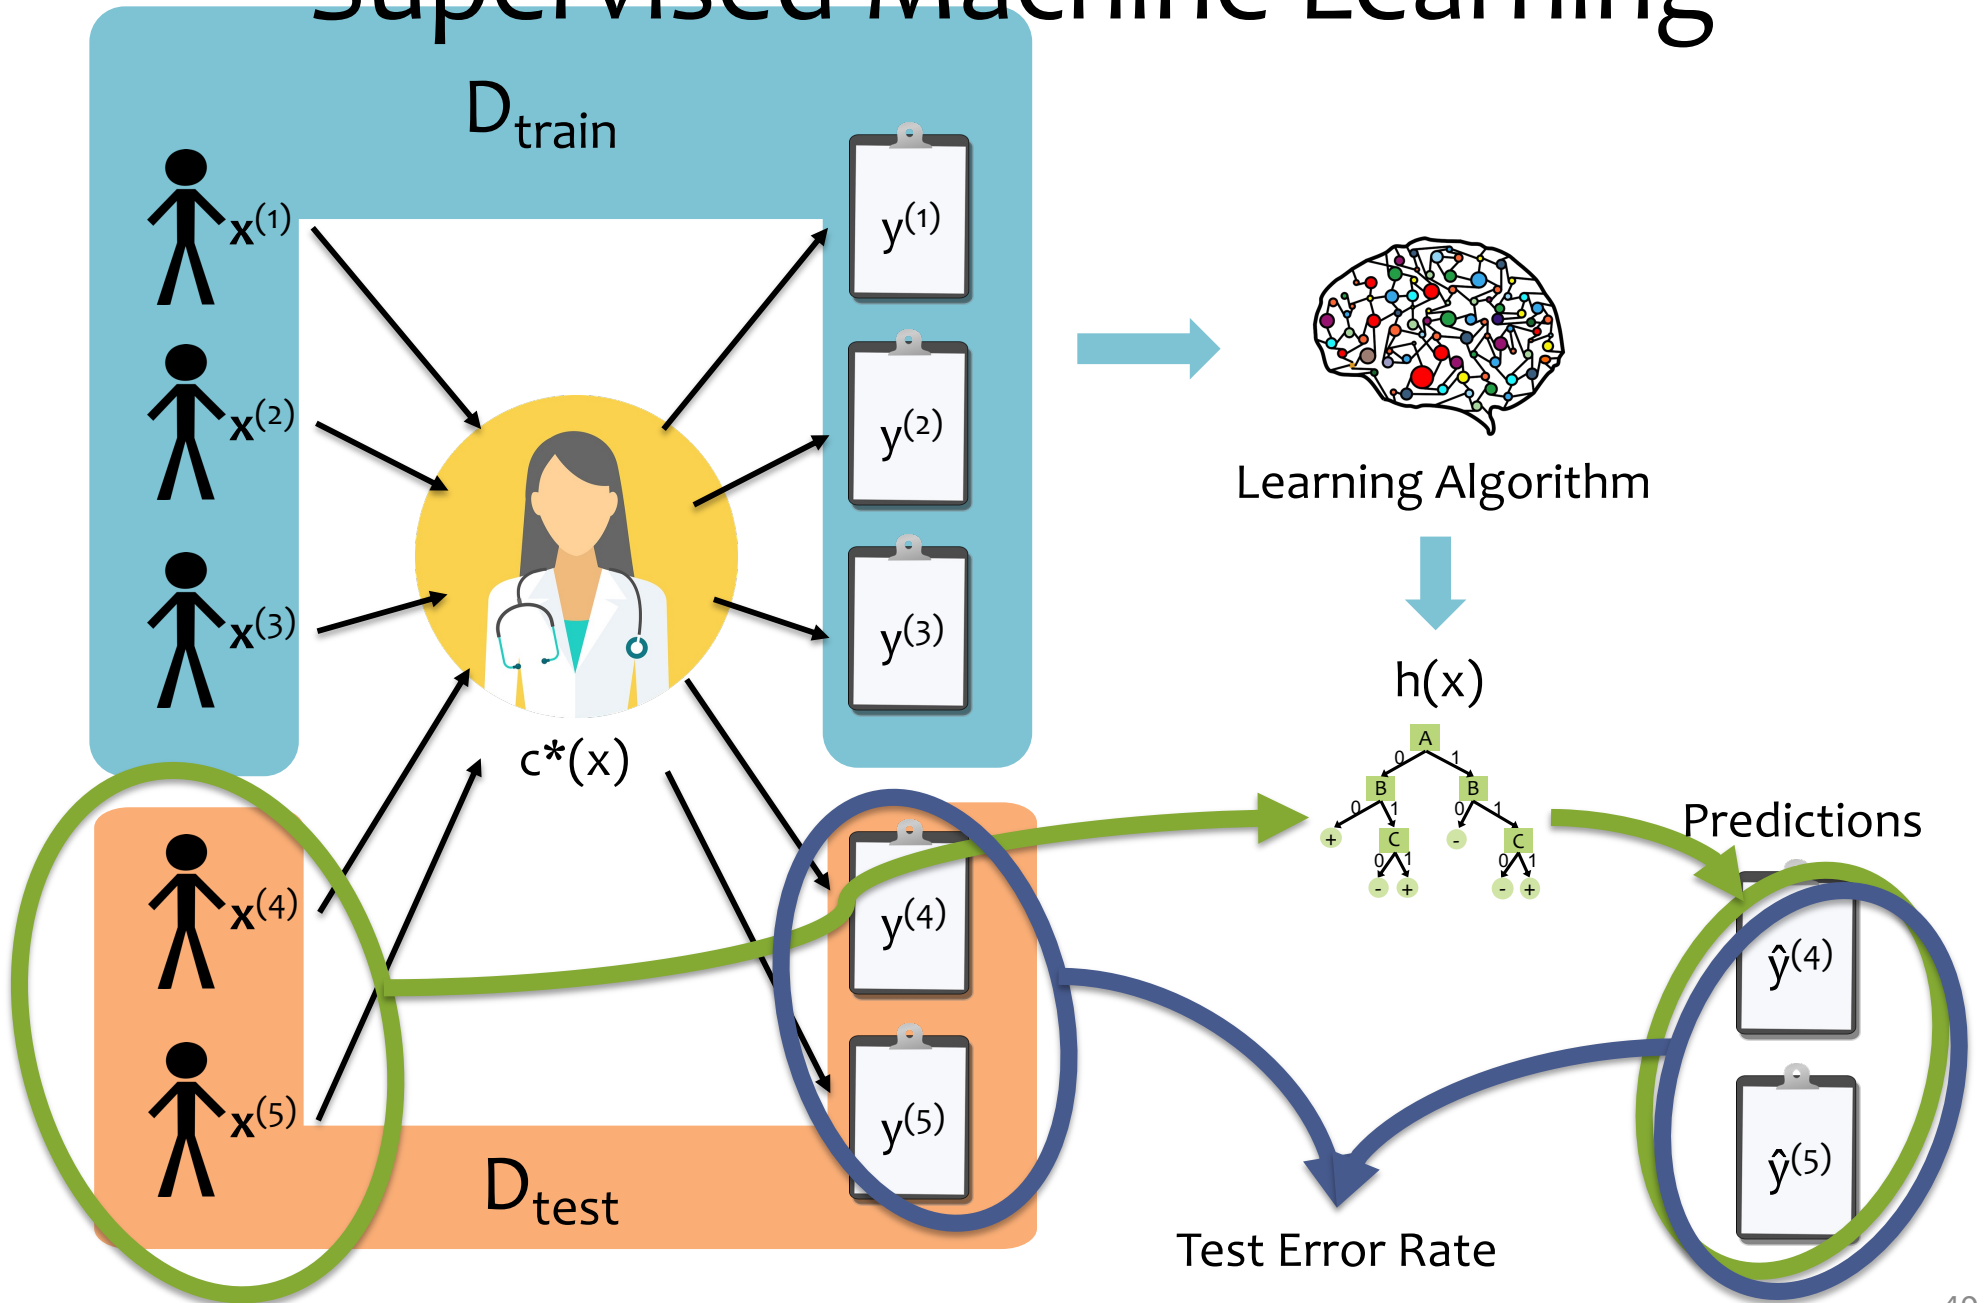 Supervised Machine Learning
D_train
x^(1)
y^(1)
x^(2)
y^(2)
x^(3)
y^(3)
Learning Algorithm
h(x)
c*(x)
A
0 1
B B
0 1 0 1
+ C - C
0 1 0 1
- + - +
Predictions
x^(4)
y^(4)
ŷ^(4)
x^(5)
y^(5)
ŷ^(5)
D_test
Test Error Rate